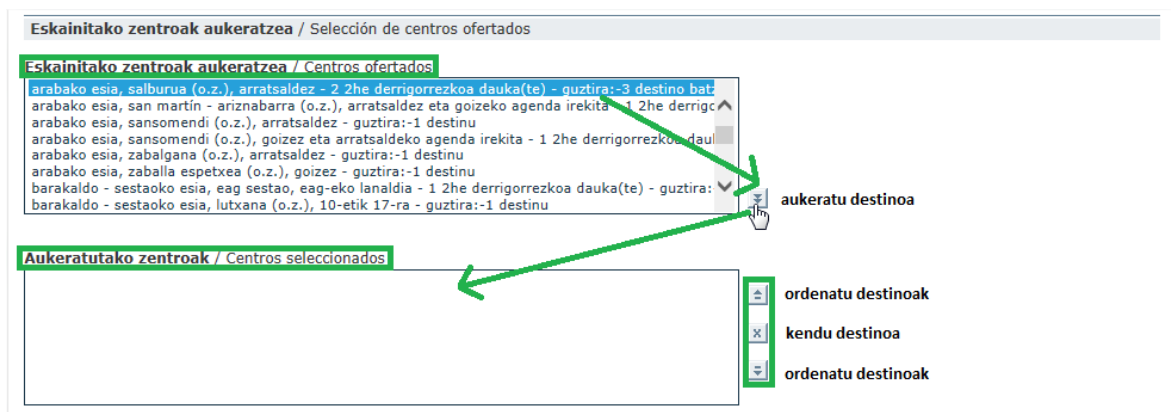 Eskainitako zentroak aukeratzea / Selección de centros ofertados
Eskainitako zentroak aukeratzea / Centros ofertados
arabako esia, salburua (o.z.), arratsaldez - 2 2he derrigorrezkoa dauka(te) - guztira:-3 destino batz
arabako esia, san martín - ariznabarra (o.z.), arratsaldez eta goizeko agenda irekita - 1 2he derrigo
arabako esia, sansomendi (o.z.), arratsaldez - guztira:-1 destinu
arabako esia, sansomendi (o.z.), goizez eta arratsaldeko agenda irekita - 1 2he derrigorrezkoa daul
arabako esia, zabalgana (o.z.), arratsaldez - guztira:-1 destinu
arabako esia, zaballa espetxea (o.z.), goizez - guztira:-1 destinu
barakaldo - sestaoko esia, eag sestao, eag-eko lanaldia - 1 2he derrigorrezkoa dauka(te) - guztira:
barakaldo - sestaoko esia, lutxana (o.z.), 10-etik 17-ra - guztira:-1 destinu
aukeratu destinoa
Aukeratutako zentroak / Centros seleccionados
ordenatu destinoak
x kendu destinoa
ordenatu destinoak